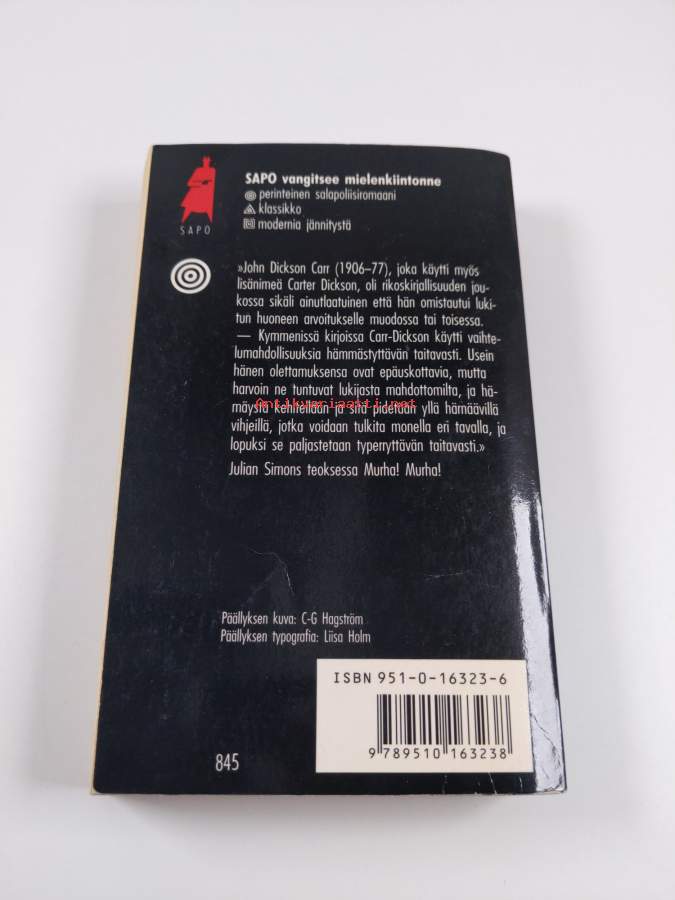 SAPO vangitsee mielenkiintonne
perinteinen salapoliisiromaani
klassikko
modernia jännitystä
SAPO
»John Dickson Carr (1906–77), joka käytti myös
lisänimeä Carter Dickson, oli rikoskirjallisuuden jou-
kossa sikäli ainutlaatuinen että hän omistautui luki-
tun huoneen arvoitukselle muodossa tai toisessa.
— Kymmenissä kirjoissa Carr-Dickson käytti vaihte-
lumahdollisuuksia hämmästyttävän taitavasti. Usein
hänen olettamuksensa ovat epäuskottavia, mutta
harvoin ne tuntuvat lukijasta mahdottomilta, ja hä-
mäystä kehitellään ja sitä pidetään yllä hämäävillä
Antikvariaatti.net
vihjeillä, jotka voidaan tulkita monella eri tavalla, ja
lopuksi se paljastetaan typerryttävän taitavasti.»
Julian Simons teoksessa Murha! Murha!
Päällyksen kuva: C-G Hagström
Päällyksen typografia: Liisa Holm
ISBN 951-0-16323-6
9 789510 163238
845